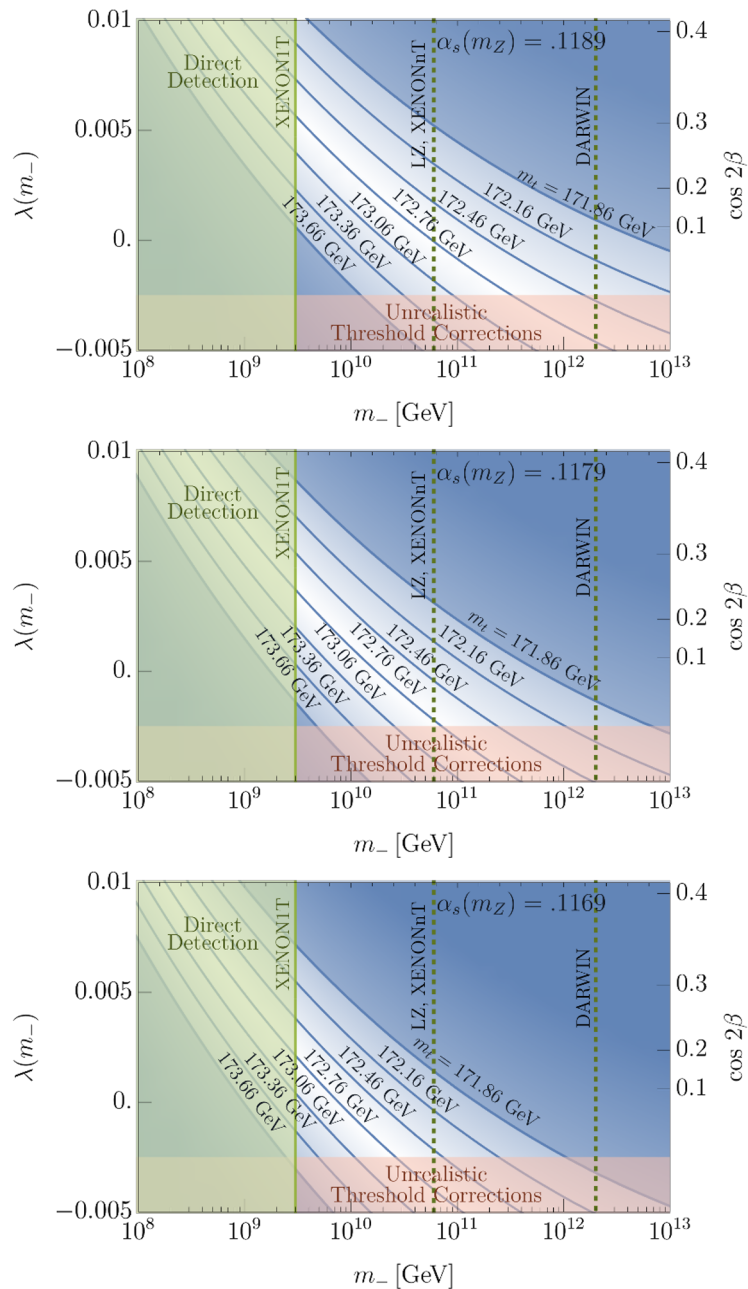 0.01
0.005
0.
−0.005
λ(m₋)
Direct
Detection
XENON1T
LZ, XENONnT
DARWIN
α_s(m_Z) = .1189
m_t = 171.86 GeV
172.16 GeV
172.46 GeV
172.76 GeV
173.06 GeV
173.36 GeV
173.66 GeV
Unrealistic
Threshold Corrections
0.4
0.3
0.2
0.1
cos 2β
10⁸ 10⁹ 10¹⁰ 10¹¹ 10¹² 10¹³
m₋ [GeV]
0.01
0.005
0.
−0.005
λ(m₋)
Direct
Detection
XENON1T
LZ, XENONnT
DARWIN
α_s(m_Z) = .1179
m_t = 171.86 GeV
172.16 GeV
172.46 GeV
172.76 GeV
173.06 GeV
173.36 GeV
173.66 GeV
Unrealistic
Threshold Corrections
0.4
0.3
0.2
0.1
cos 2β
10⁸ 10⁹ 10¹⁰ 10¹¹ 10¹² 10¹³
m₋ [GeV]
0.01
0.005
0.
−0.005
λ(m₋)
Direct
Detection
XENON1T
LZ, XENONnT
DARWIN
α_s(m_Z) = .1169
m_t = 171.86 GeV
172.16 GeV
172.46 GeV
172.76 GeV
173.06 GeV
173.36 GeV
173.66 GeV
Unrealistic
Threshold Corrections
0.4
0.3
0.2
0.1
cos 2β
10⁸ 10⁹ 10¹⁰ 10¹¹ 10¹² 10¹³
m₋ [GeV]